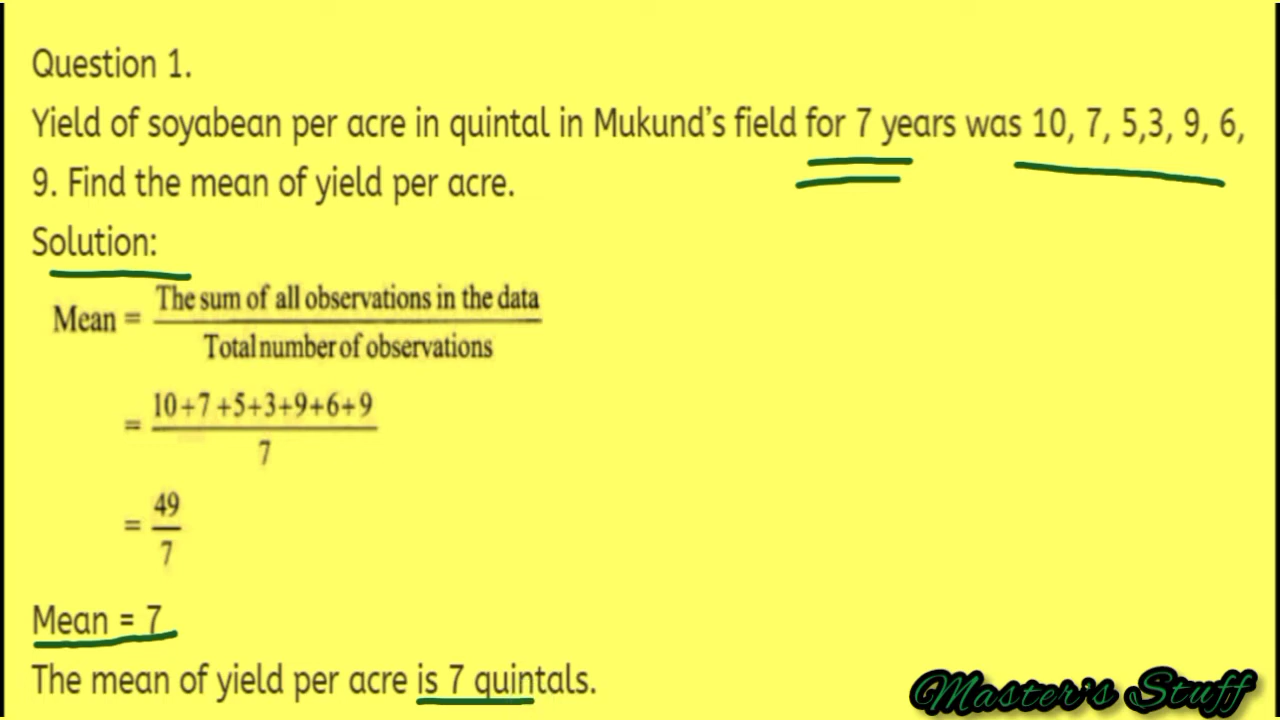 Question 1.
Yield of soyabean per acre in quintal in Mukund’s field for 7 years was 10, 7, 5,3, 9, 6,
9. Find the mean of yield per acre.
Solution:
Mean = The sum of all observations in the data
Total number of observations
= 10+7+5+3+9+6+9
7
= 49
7
Mean = 7
The mean of yield per acre is 7 quintals.
Master's Stuff